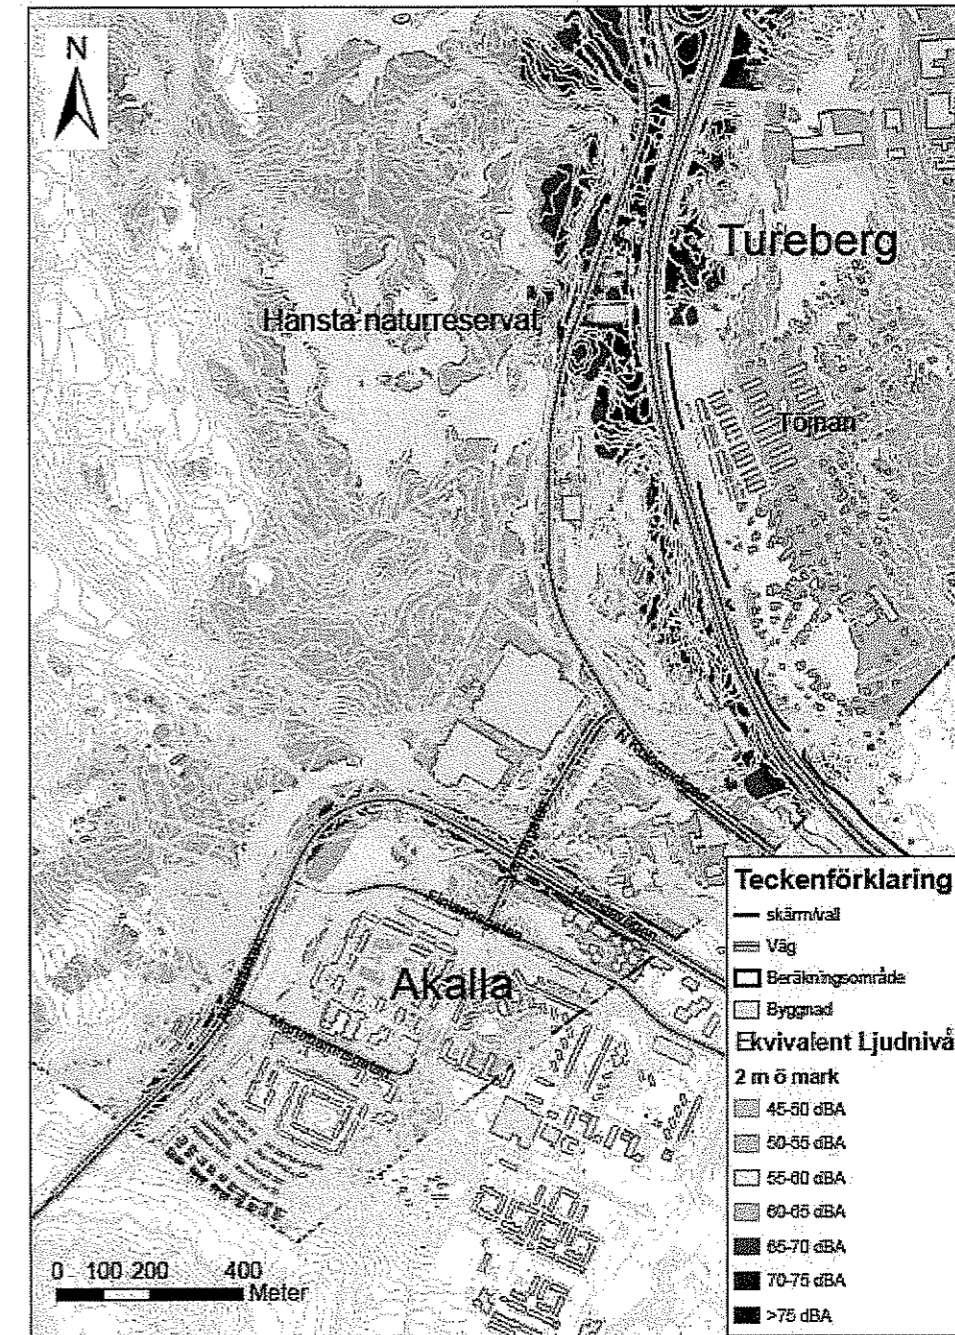 N
Tureberg
Hansta naturreservat
Töjnan
Akalla
Teckenförklaring
skärm/vall
Väg
Beräkningsområde
Byggnad
Ekvivalent Ljudnivå
2 m ö mark
45-50 dBA
50-55 dBA
55-60 dBA
60-65 dBA
65-70 dBA
70-75 dBA
>75 dBA
0 100 200 400
Meter